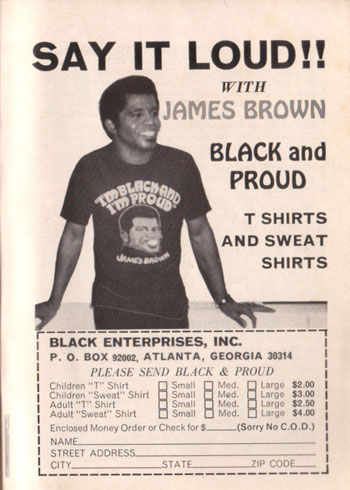 SAY IT LOUD!!
WITH
JAMES BROWN
BLACK and
PROUD
T SHIRTS
AND SWEAT
SHIRTS
"I'M BLACK AND
I'M PROUD"
JAMES BROWN
BLACK ENTERPRISES, INC.
P. O. BOX 92002, ATLANTA, GEORGIA 30314
PLEASE SEND BLACK & PROUD
Children "T" Shirt Small Med. Large $2.00
Children "Sweat" Shirt Small Med. Large $3.00
Adult "T" Shirt Small Med. Large $2.50
Adult "Sweat" Shirt Small Med. Large $4.00
Enclosed Money Order or Check for $ (Sorry No C.O.D.)
NAME
STREET ADDRESS
CITY STATE ZIP CODE